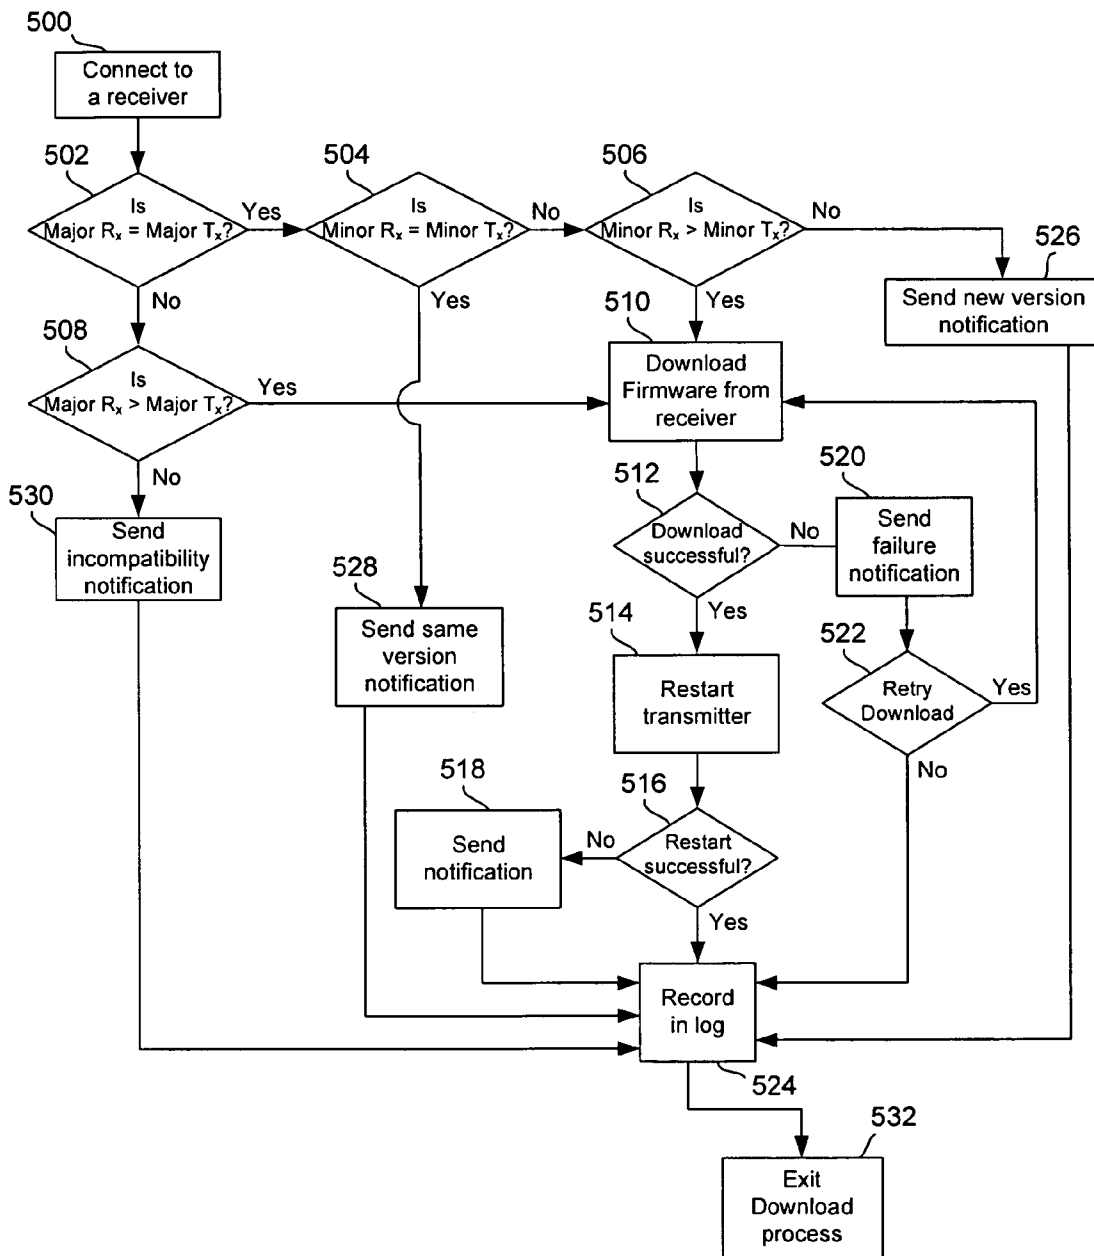 500
Connect to
a receiver
502
Is
Major Rx = Major Tx?
Yes
No
504
Is
Minor Rx = Minor Tx?
No
Yes
506
Is
Minor Rx > Minor Tx?
No
Yes
526
Send new version
notification
508
Is
Major Rx > Major Tx?
Yes
No
510
Download
Firmware from
receiver
512
Download
successful?
No
Yes
520
Send
failure
notification
530
Send
incompatibility
notification
528
Send same
version
notification
514
Restart
transmitter
522
Retry
Download
Yes
No
518
Send
notification
516
Restart
successful?
No
Yes
Record
in log
524
532
Exit
Download
process